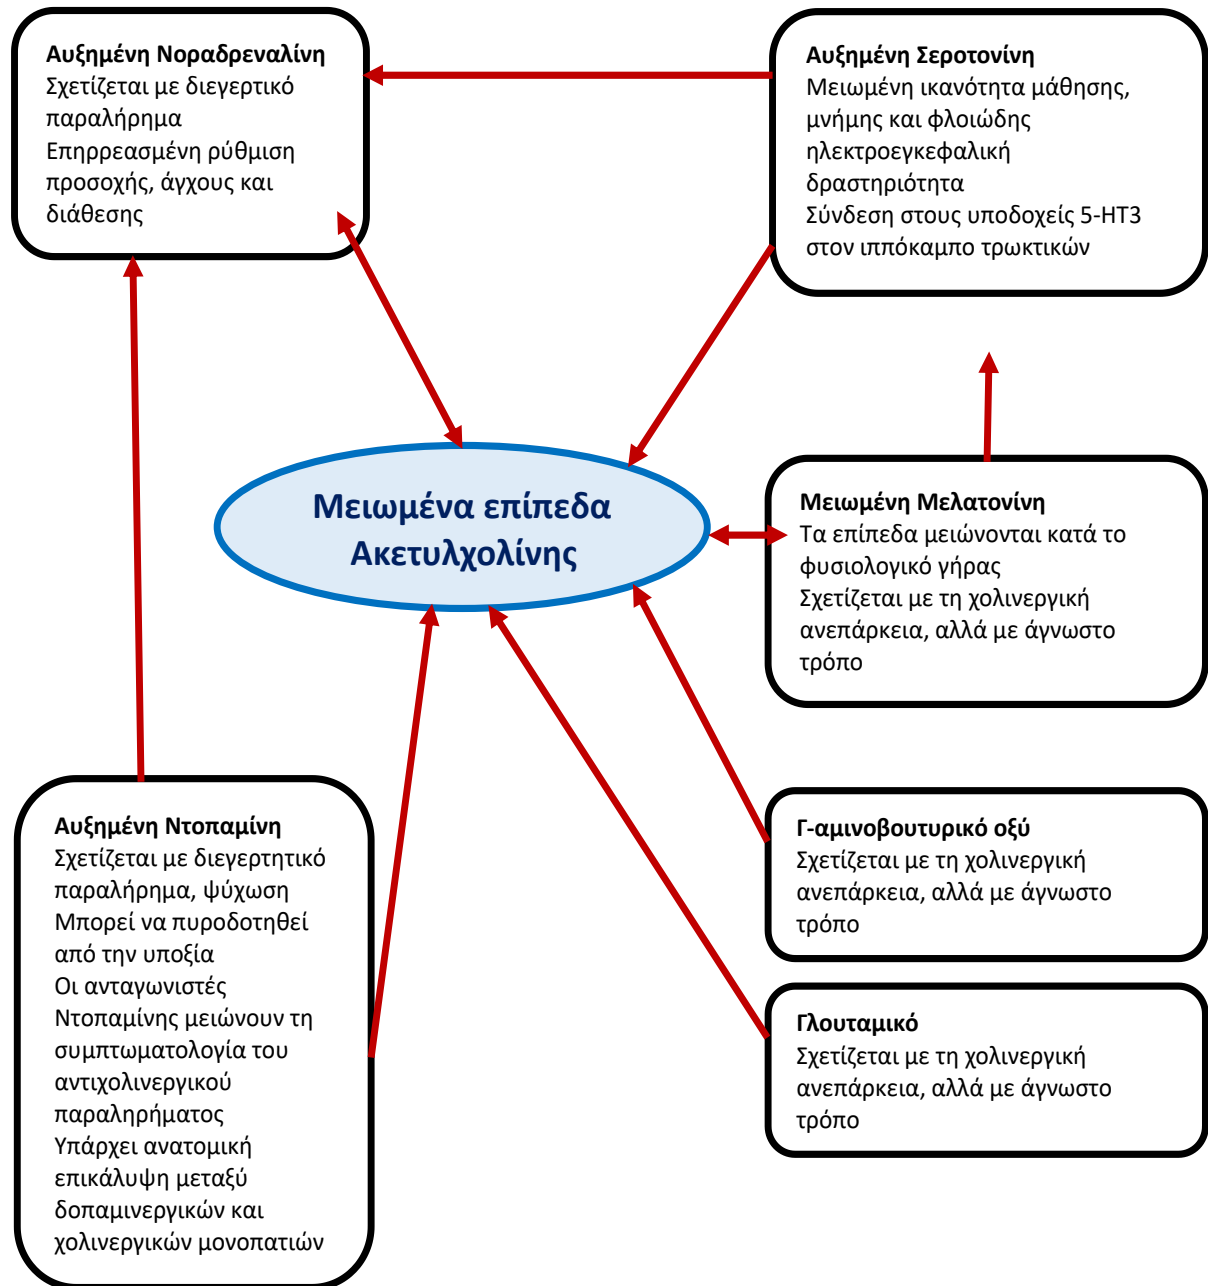 Αυξημένη Νοραδρεναλίνη
Σχετίζεται με διεγερτικό
παραλήρημα
Επηρρεασμένη ρύθμιση
προσοχής, άγχους και
διάθεσης
Αυξημένη Σεροτονίνη
Μειωμένη ικανότητα μάθησης,
μνήμης και φλοιώδης
ηλεκτροεγκεφαλική
δραστηριότητα
Σύνδεση στους υποδοχείς 5-HT3
στον ιππόκαμπο τρωκτικών
Μειωμένα επίπεδα
Ακετυλχολίνης
Μειωμένη Μελατονίνη
Τα επίπεδα μειώνονται κατά το
φυσιολογικό γήρας
Σχετίζεται με τη χολινεργική
ανεπάρκεια, αλλά με άγνωστο
τρόπο
Αυξημένη Ντοπαμίνη
Σχετίζεται με διεγερτητικό
παραλήρημα, ψύχωση
Μπορεί να πυροδοτηθεί
από την υποξία
Οι ανταγωνιστές
Ντοπαμίνης μειώνουν τη
συμπτωματολογία του
αντιχολινεργικού
παραληρήματος
Υπάρχει ανατομική
επικάλυψη μεταξύ
δοπαμινεργικών και
χολινεργικών μονοπατιών
Γ-αμινοβουτυρικό οξύ
Σχετίζεται με τη χολινεργική
ανεπάρκεια, αλλά με άγνωστο
τρόπο
Γλουταμικό
Σχετίζεται με τη χολινεργική
ανεπάρκεια, αλλά με άγνωστο
τρόπο